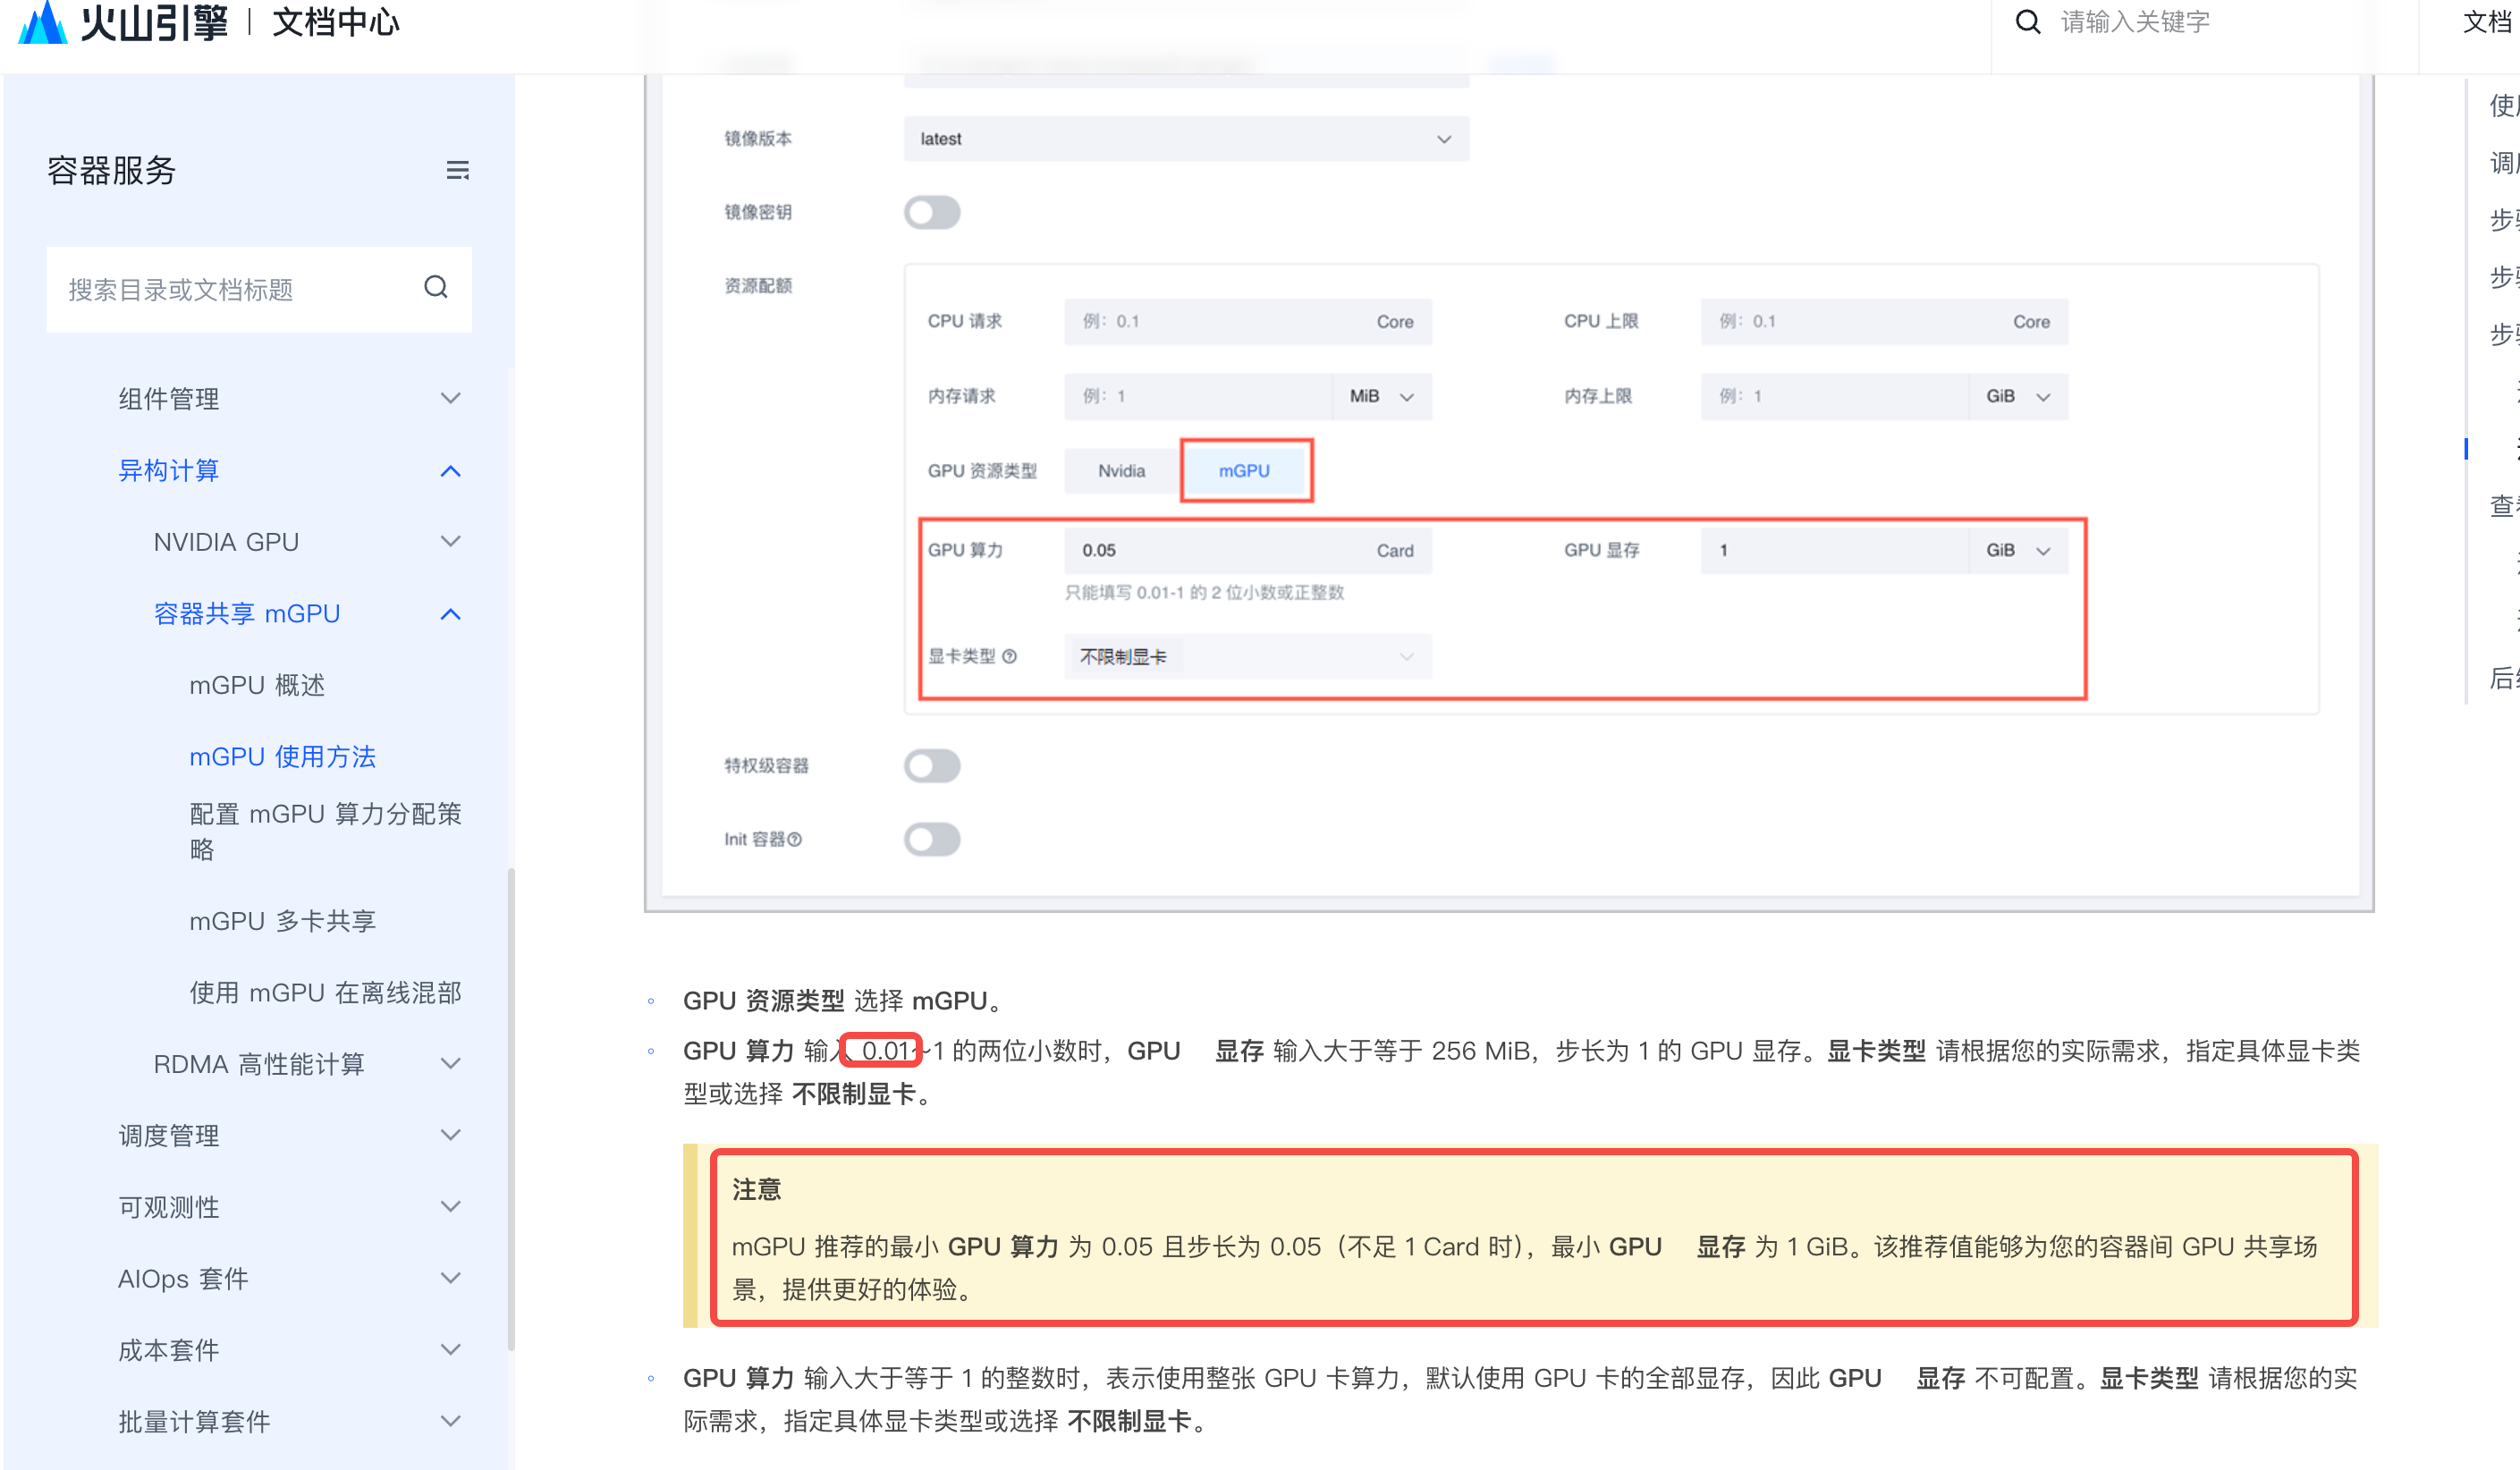 火山引擎 | 文档中心
请输入关键字
文档
容器服务
搜索目录或文档标题
组件管理
异构计算
NVIDIA GPU
容器共享 mGPU
mGPU 概述
mGPU 使用方法
配置 mGPU 算力分配策
略
mGPU 多卡共享
使用 mGPU 在离线混部
RDMA 高性能计算
调度管理
可观测性
AIOps 套件
成本套件
批量计算套件
镜像版本
latest
镜像密钥
资源配额
CPU 请求 例：0.1 Core CPU 上限 例：0.1 Core
内存请求 例：1 MiB 内存上限 例：1 GiB
GPU 资源类型 Nvidia mGPU
GPU 算力 0.05 Card GPU 显存 1 GiB
只能填写 0.01-1 的 2 位小数或正整数
显卡类型 不限制显卡
特权级容器
Init 容器
GPU 资源类型 选择 mGPU。
GPU 算力 输入 0.01~1 的两位小数时，GPU 显存 输入大于等于 256 MiB，步长为 1 的 GPU 显存。显卡类型 请根据您的实际需求，指定具体显卡类
型或选择 不限制显卡。
注意
mGPU 推荐的最小 GPU 算力 为 0.05 且步长为 0.05（不足 1 Card 时），最小 GPU 显存 为 1 GiB。该推荐值能够为您的容器间 GPU 共享场
景，提供更好的体验。
GPU 算力 输入大于等于 1 的整数时，表示使用整张 GPU 卡算力，默认使用 GPU 卡的全部显存，因此 GPU 显存 不可配置。显卡类型 请根据您的实
际需求，指定具体显卡类型或选择 不限制显卡。
使
调
步
步
步
查
后